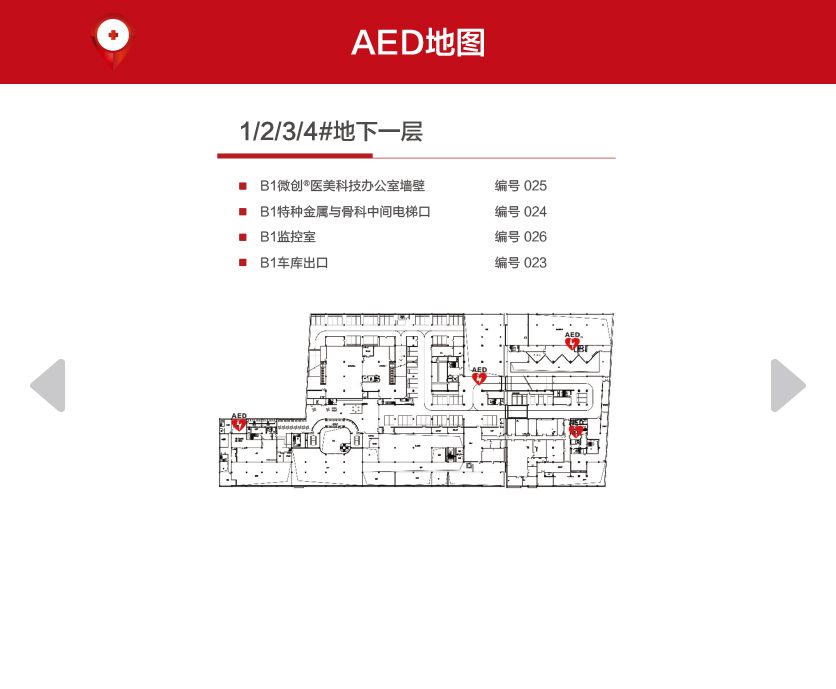 AED地图
1/2/3/4#地下一层
B1微创®医美科技办公室墙壁 编号 025
B1特种金属与骨科中间电梯口 编号 024
B1监控室 编号 026
B1车库出口 编号 023
AED
AED
AED
AED